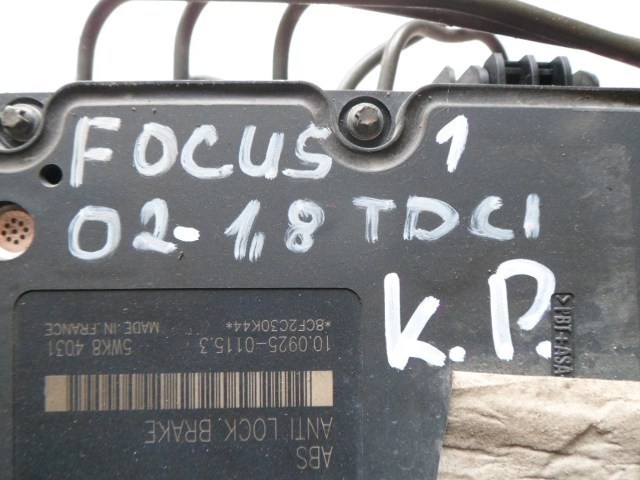 FOCUS 1
02-1,8 TDCI
K.P.
ABS
ANTI LOCK BRAKE
10.0925-0115.3 5WK8 4031
*8CF2C30K44* MADE IN FRANCE